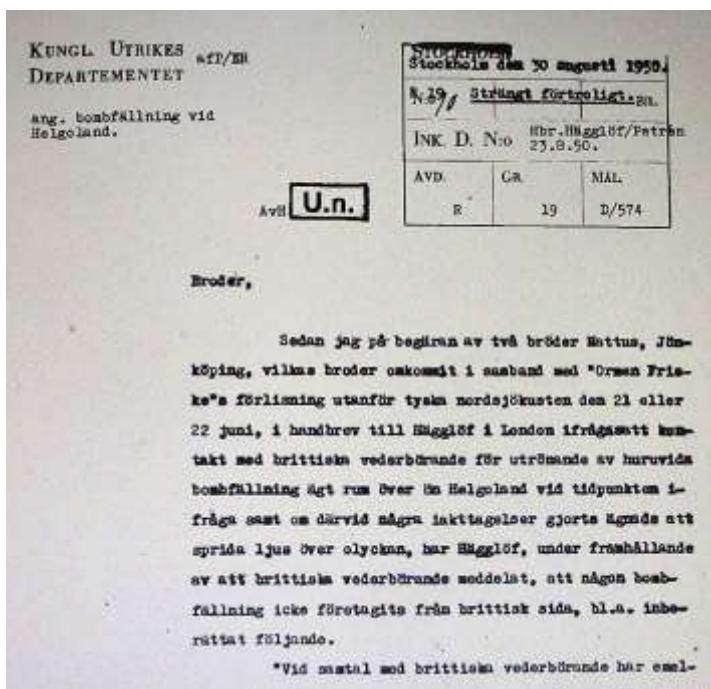 KUNGL. UTRIKES
DEPARTEMENTET
afP/EH
ang. bombfällning vid
Helgoland.
STOCKHOLM
Stockholm den 30 augusti 1950.
Strängt förtroligt. BIL.
INK. D. N:o Hbr.Hägglöf/Petrén
23.8.50.
AVD. GR. MÅL
R 19 D/574
U.n.
Broder,
Sedan jag på begäran av två bröder Hattus, Jön-
köping, vilkas broder omkommit i samband med "Ormen Fris-
ke"s förlisning utanför tyska nordsjökusten den 21 eller
22 juni, i handbrev till Hägglöf i London ifrågasatt kon-
takt med brittiska vederbörande för utrönande av huruvida
bombfällning ägt rum över ön Helgoland vid tidpunkten i-
fråga samt om därvid några iakttagelser gjorts ägnade att
sprida ljus över olyckan, har Hägglöf, under framhållande
av att brittiska vederbörande meddelat, att någon bomb-
fällning icke företagits från brittisk sida, bl.a. inbe-
rättat följande.
"Vid samtal med brittiska vederbörande har emel-